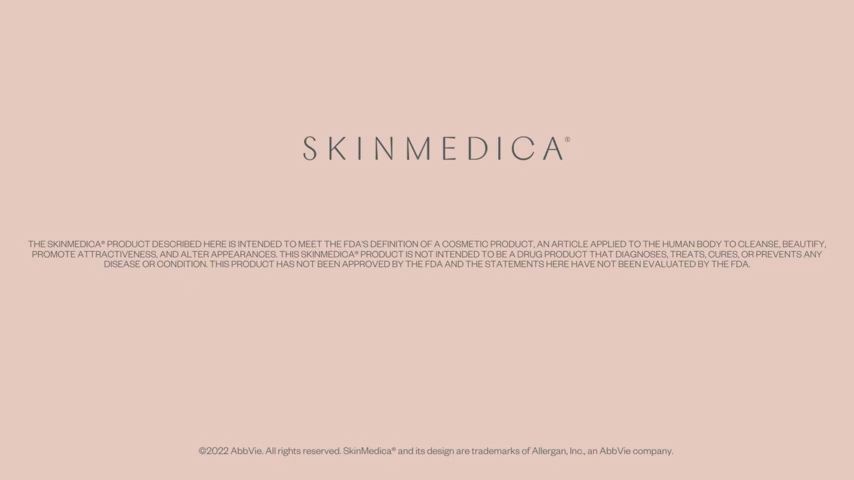 SKINMEDICA®
THE SKINMEDICA® PRODUCT DESCRIBED HERE IS INTENDED TO MEET THE FDA'S DEFINITION OF A COSMETIC PRODUCT, AN ARTICLE APPLIED TO THE HUMAN BODY TO CLEANSE, BEAUTIFY,
PROMOTE ATTRACTIVENESS, AND ALTER APPEARANCES. THIS SKINMEDICA® PRODUCT IS NOT INTENDED TO BE A DRUG PRODUCT THAT DIAGNOSES, TREATS, CURES, OR PREVENTS ANY
DISEASE OR CONDITION. THIS PRODUCT HAS NOT BEEN APPROVED BY THE FDA AND THE STATEMENTS HERE HAVE NOT BEEN EVALUATED BY THE FDA.
©2022 AbbVie. All rights reserved. SkinMedica® and its design are trademarks of Allergan, Inc., an AbbVie company.